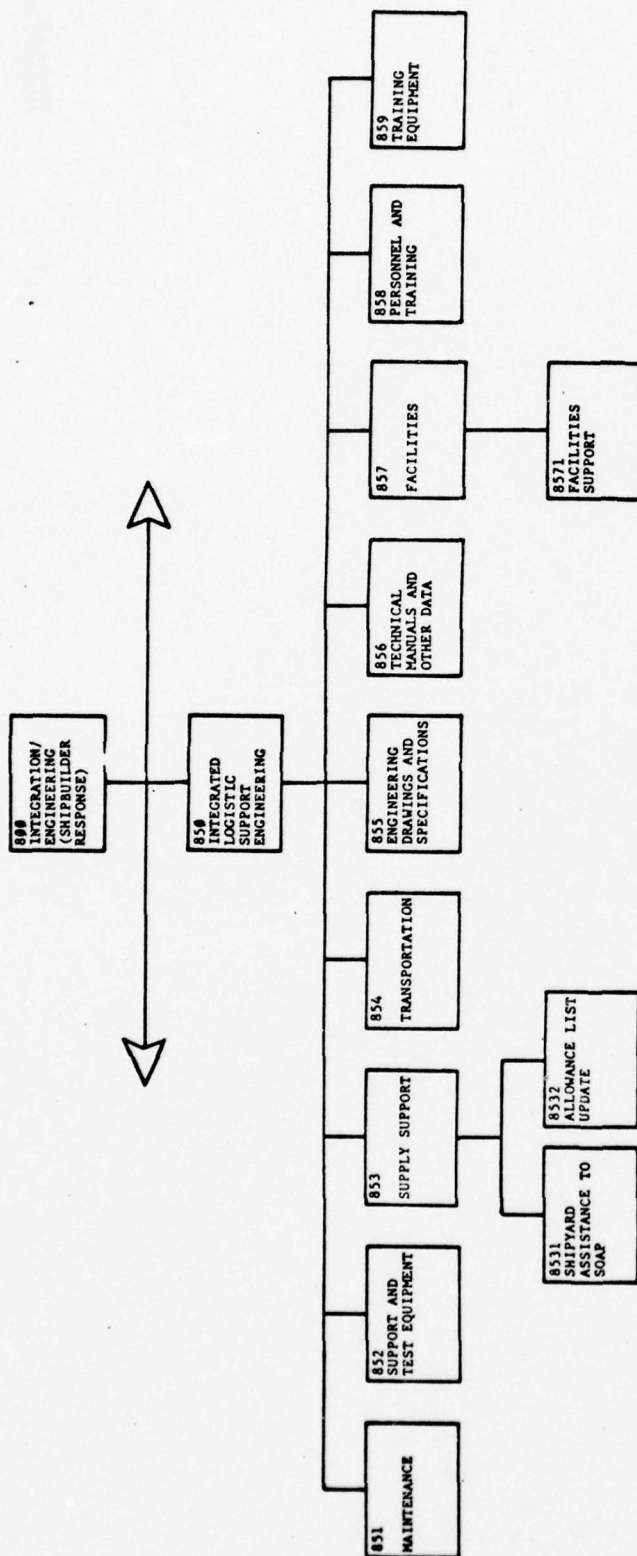 800
INTEGRATION/
ENGINEERING
(SHIPBUILDER
RESPONSE)
850
INTEGRATED
LOGISTIC
SUPPORT
ENGINEERING
851
MAINTENANCE
852
SUPPORT AND
TEST EQUIPMENT
853
SUPPLY SUPPORT
854
TRANSPORTATION
855
ENGINEERING
DRAWINGS AND
SPECIFICATIONS
856
TECHNICAL
MANUALS AND
OTHER DATA
857
FACILITIES
858
PERSONNEL AND
TRAINING
859
TRAINING
EQUIPMENT
8531
SHIPYARD
ASSISTANCE TO
SOAP
8532
ALLOWANCE LIST
UPDATE
8571
FACILITIES
SUPPORT